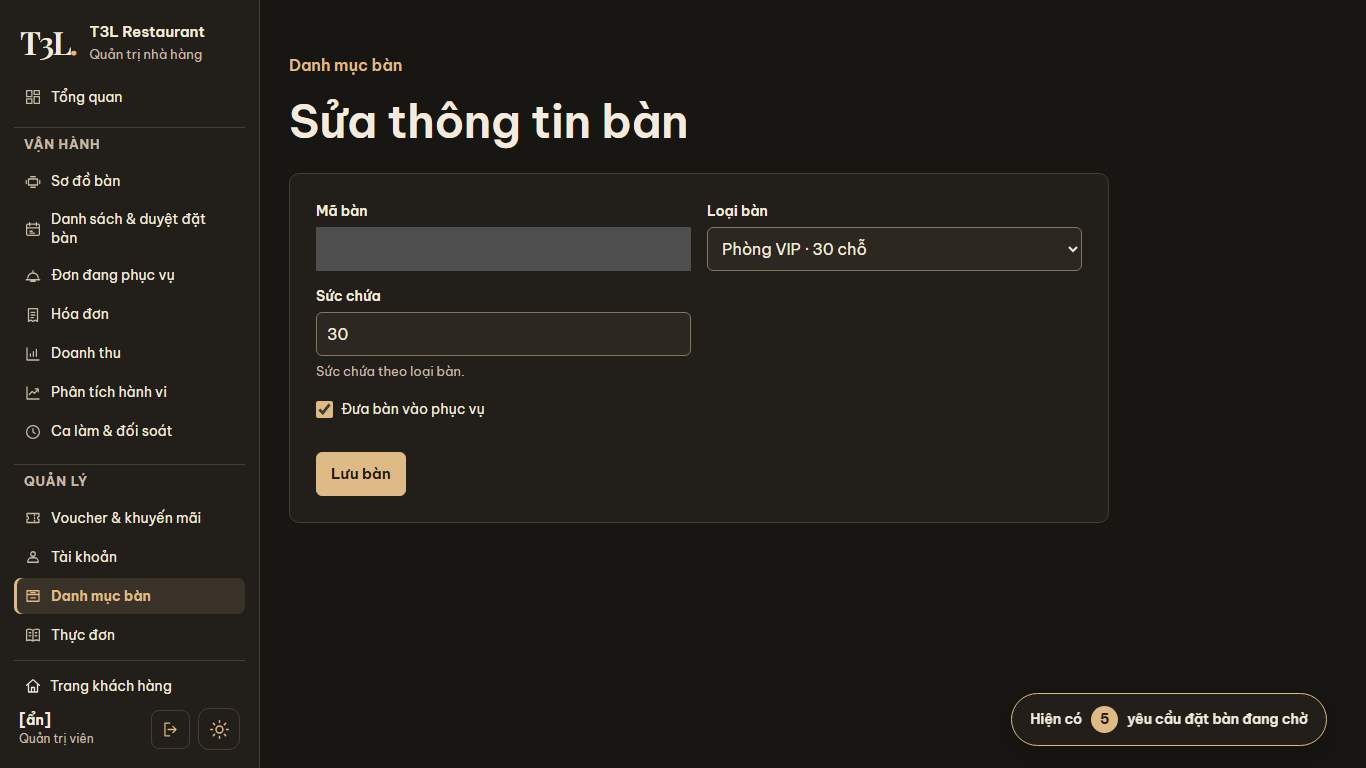 T3L.
T3L Restaurant
Quản trị nhà hàng
Tổng quan
VẬN HÀNH
Sơ đồ bàn
Danh sách & duyệt đặt
bàn
Đơn đang phục vụ
Hóa đơn
Doanh thu
Phân tích hành vi
Ca làm & đối soát
QUẢN LÝ
Voucher & khuyến mãi
Tài khoản
Danh mục bàn
Thực đơn
Trang khách hàng
[ẩn]
Quản trị viên
Danh mục bàn
Sửa thông tin bàn
Mã bàn
Loại bàn
Phòng VIP · 30 chỗ
Sức chứa
30
Sức chứa theo loại bàn.
Đưa bàn vào phục vụ
Lưu bàn
Hiện có 5 yêu cầu đặt bàn đang chờ